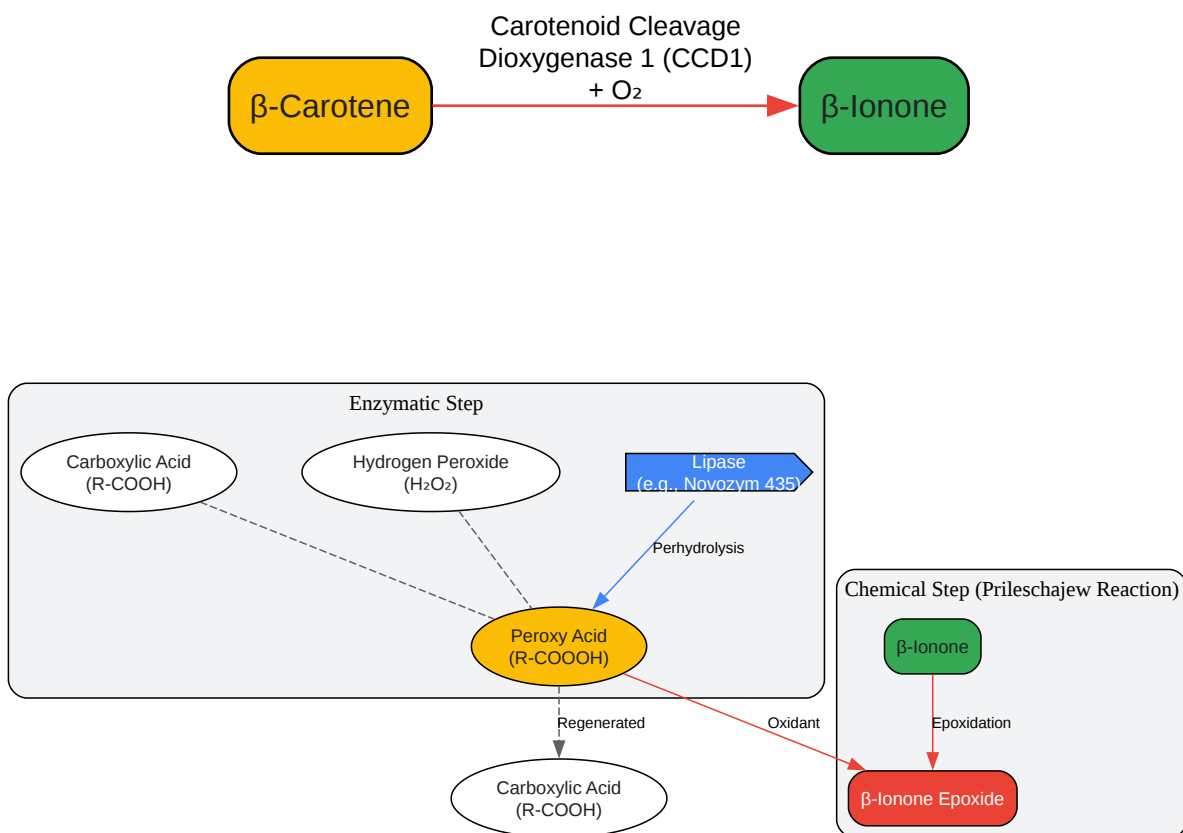 Carotenoid Cleavage
Dioxygenase 1 (CCD1)
+ O₂
β-Carotene
β-Ionone
Enzymatic Step
Carboxylic Acid
(R-COOH)
Hydrogen Peroxide
(H₂O₂)
Lipase
(e.g., Novozym 435)
Perhydrolysis
Chemical Step (Prileschajew Reaction)
Peroxy Acid
(R-COOOH)
β-Ionone
Regenerated
Oxidant
Epoxidation
Carboxylic Acid
(R-COOH)
β-Ionone Epoxide